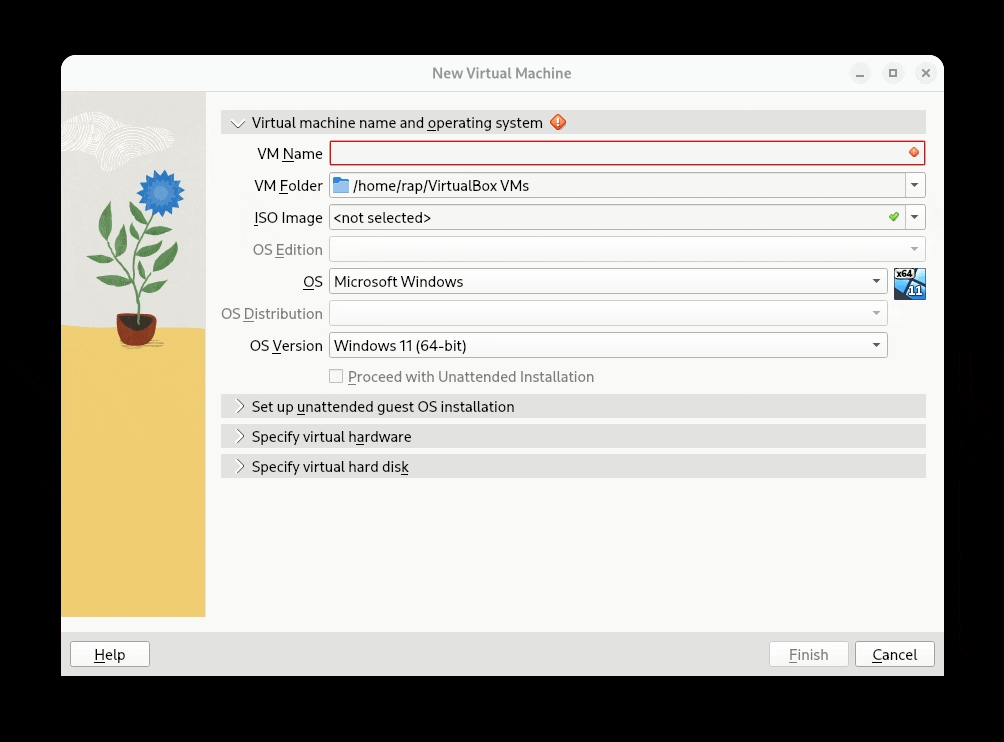 New Virtual Machine
Virtual machine name and operating system
VM Name
VM Folder /home/rap/VirtualBox VMs
ISO Image <not selected>
OS Edition
OS Microsoft Windows x64 11
OS Distribution
OS Version Windows 11 (64-bit)
Proceed with Unattended Installation
Set up unattended guest OS installation
Specify virtual hardware
Specify virtual hard disk
Help Finish Cancel